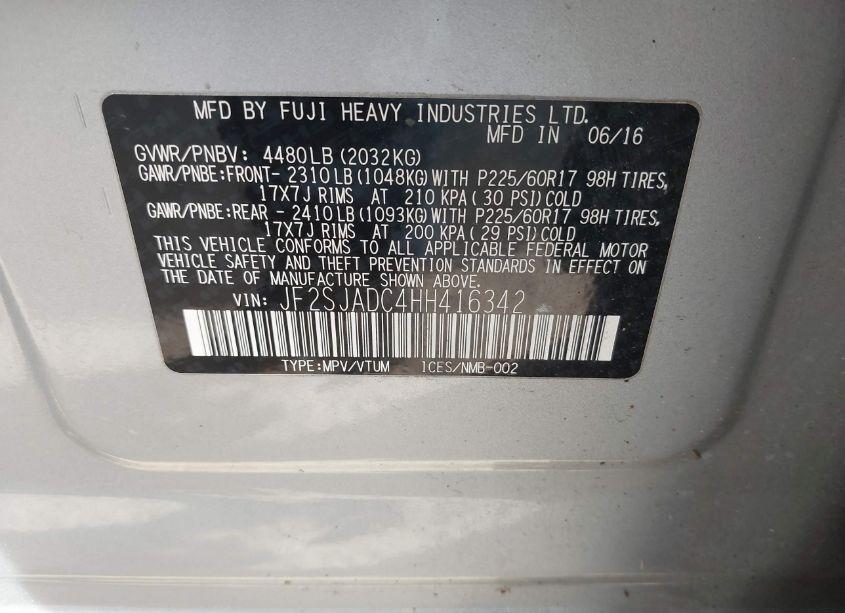 MFD BY FUJI HEAVY INDUSTRIES LTD.
MFD IN 06/16
GVWR/PNBV: 4480LB (2032KG)
GAWR/PNBE:FRONT- 2310LB (1048KG) WITH P225/60R17 98H TIRES,
17X7J RIMS AT 210 KPA (30 PSI) COLD
GAWR/PNBE:REAR - 2410LB (1093KG) WITH P225/60R17 98H TIRES,
17X7J RIMS AT 200 KPA (29 PSI) COLD
THIS VEHICLE CONFORMS TO ALL APPLICABLE FEDERAL MOTOR
VEHICLE SAFETY AND THEFT PREVENTION STANDARDS IN EFFECT ON
THE DATE OF MANUFACTURE SHOWN ABOVE.
VIN: JF2SJADC4HH416342
TYPE:MPV/VTUM ICES/NMB-002